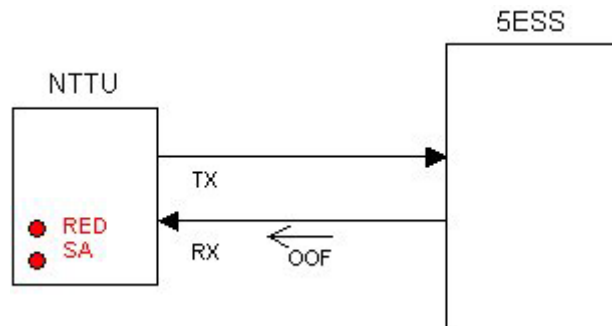 5ESS
NTTU
TX
RED
SA
RX
OOF